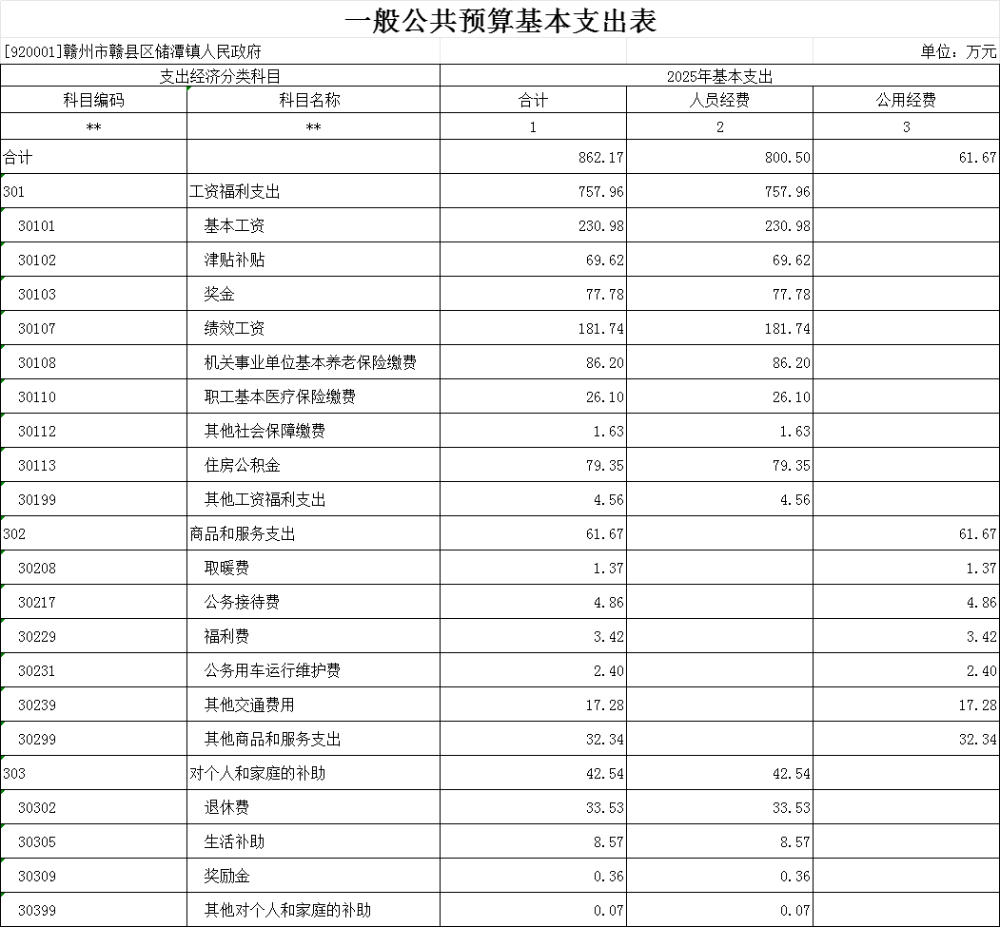 一般公共预算基本支出表
[920001]赣州市赣县区储潭镇人民政府 单位：万元
支出经济分类科目 2025年基本支出
科目编码 科目名称 合计 人员经费 公用经费
** ** 1 2 3
合计 862.17 800.50 61.67
301 工资福利支出 757.96 757.96
30101 基本工资 230.98 230.98
30102 津贴补贴 69.62 69.62
30103 奖金 77.78 77.78
30107 绩效工资 181.74 181.74
30108 机关事业单位基本养老保险缴费 86.20 86.20
30110 职工基本医疗保险缴费 26.10 26.10
30112 其他社会保障缴费 1.63 1.63
30113 住房公积金 79.35 79.35
30199 其他工资福利支出 4.56 4.56
302 商品和服务支出 61.67 61.67
30208 取暖费 1.37 1.37
30217 公务接待费 4.86 4.86
30229 福利费 3.42 3.42
30231 公务用车运行维护费 2.40 2.40
30239 其他交通费用 17.28 17.28
30299 其他商品和服务支出 32.34 32.34
303 对个人和家庭的补助 42.54 42.54
30302 退休费 33.53 33.53
30305 生活补助 8.57 8.57
30309 奖励金 0.36 0.36
30399 其他对个人和家庭的补助 0.07 0.07